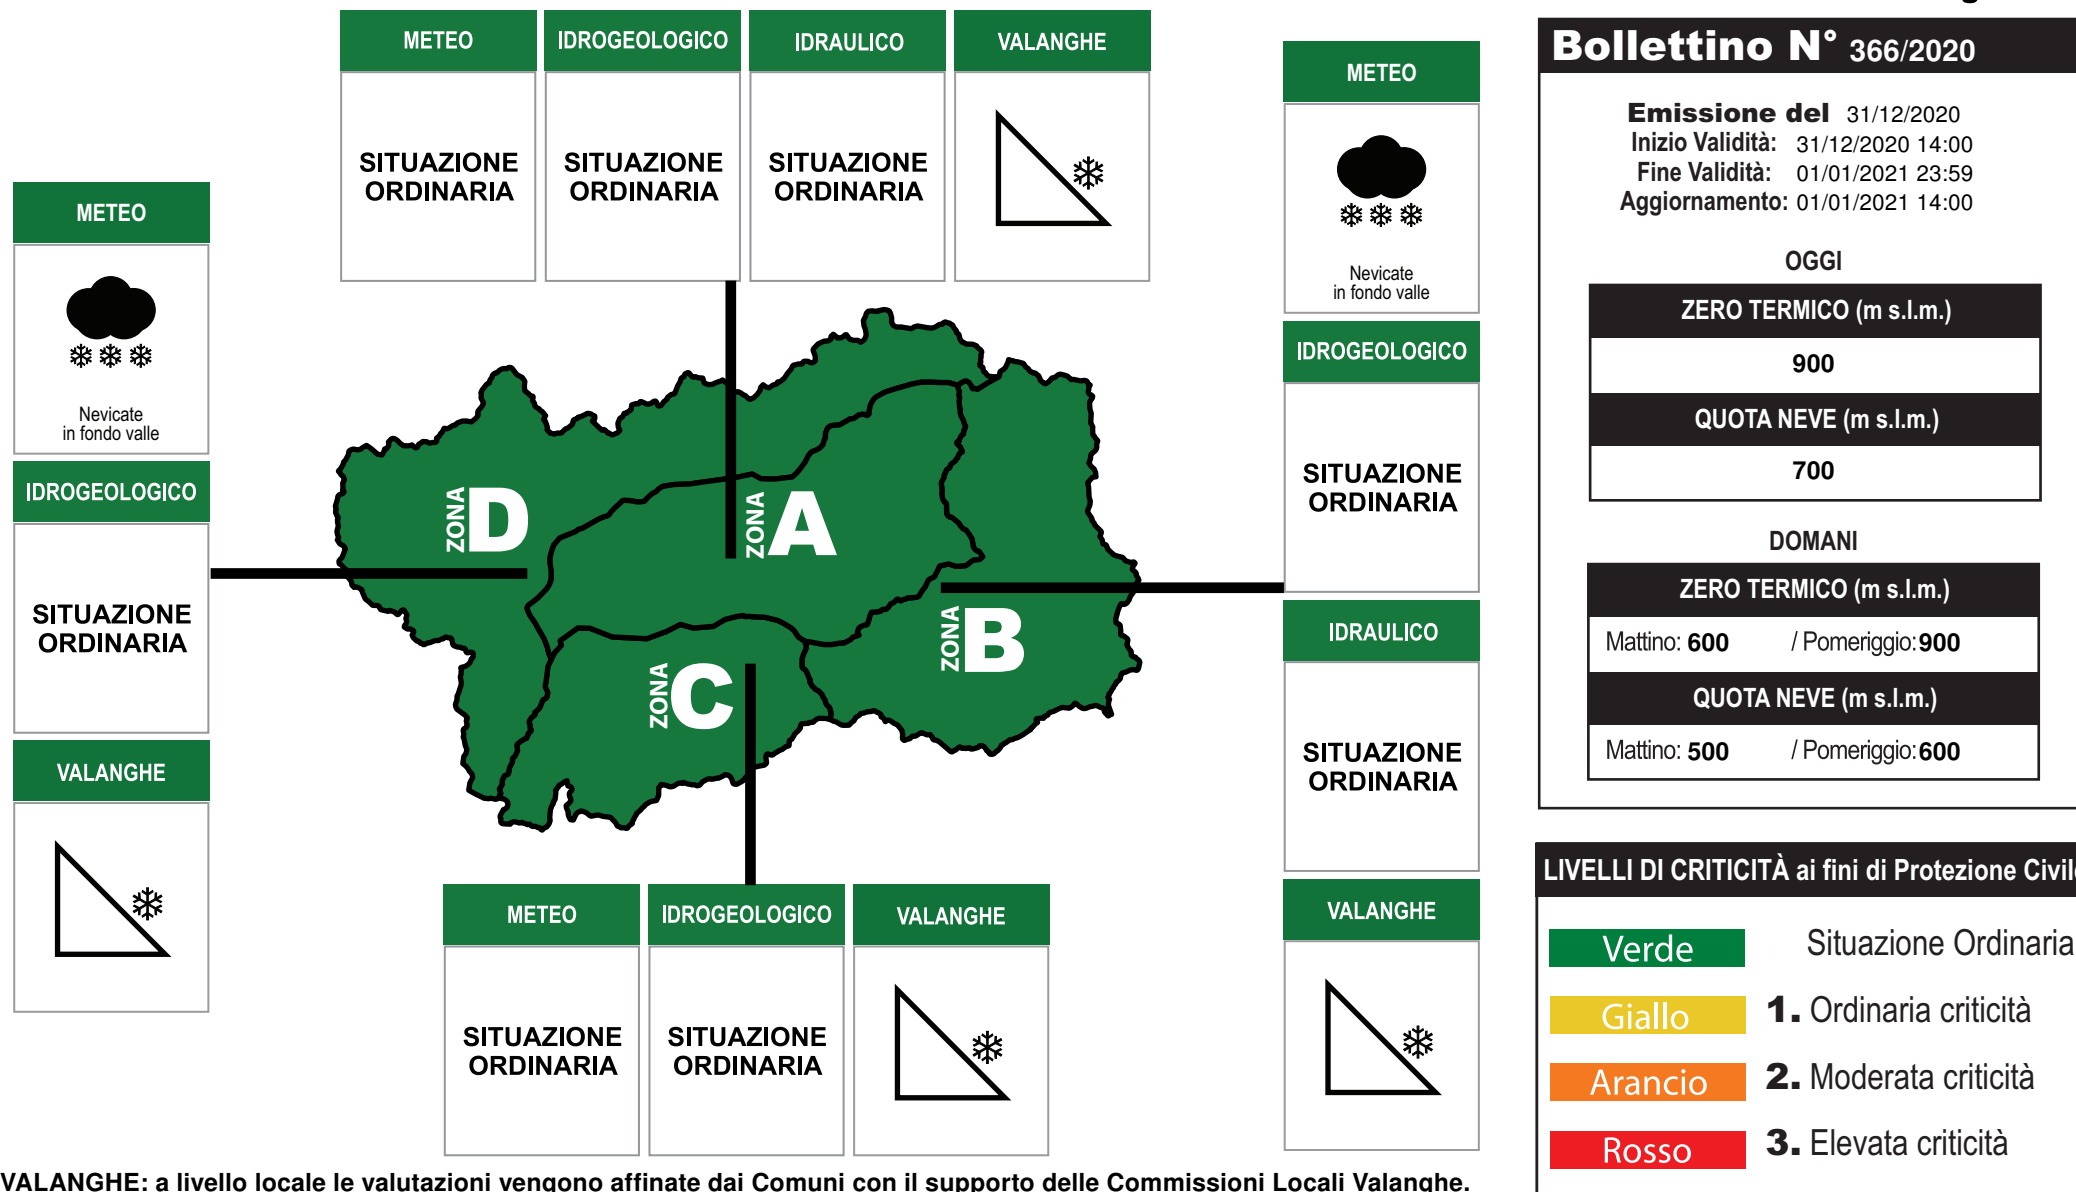 METEO
IDROGEOLOGICO
IDRAULICO
VALANGHE
SITUAZIONE
ORDINARIA
SITUAZIONE
ORDINARIA
SITUAZIONE
ORDINARIA
METEO
Nevicate
in fondo valle
IDROGEOLOGICO
SITUAZIONE
ORDINARIA
VALANGHE
ZONA D
ZONA A
ZONA B
ZONA C
METEO
Nevicate
in fondo valle
IDROGEOLOGICO
SITUAZIONE
ORDINARIA
IDRAULICO
SITUAZIONE
ORDINARIA
VALANGHE
METEO
IDROGEOLOGICO
VALANGHE
SITUAZIONE
ORDINARIA
SITUAZIONE
ORDINARIA
VALANGHE: a livello locale le valutazioni vengono affinate dai Comuni con il supporto delle Commissioni Locali Valanghe.
Bollettino N° 366/2020
Emissione del 31/12/2020
Inizio Validità: 31/12/2020 14:00
Fine Validità: 01/01/2021 23:59
Aggiornamento: 01/01/2021 14:00
OGGI
ZERO TERMICO (m s.l.m.)
900
QUOTA NEVE (m s.l.m.)
700
DOMANI
ZERO TERMICO (m s.l.m.)
Mattino: 600 / Pomeriggio: 900
QUOTA NEVE (m s.l.m.)
Mattino: 500 / Pomeriggio: 600
LIVELLI DI CRITICITÀ ai fini di Protezione Civile
Verde Situazione Ordinaria
Giallo 1. Ordinaria criticità
Arancio 2. Moderata criticità
Rosso 3. Elevata criticità